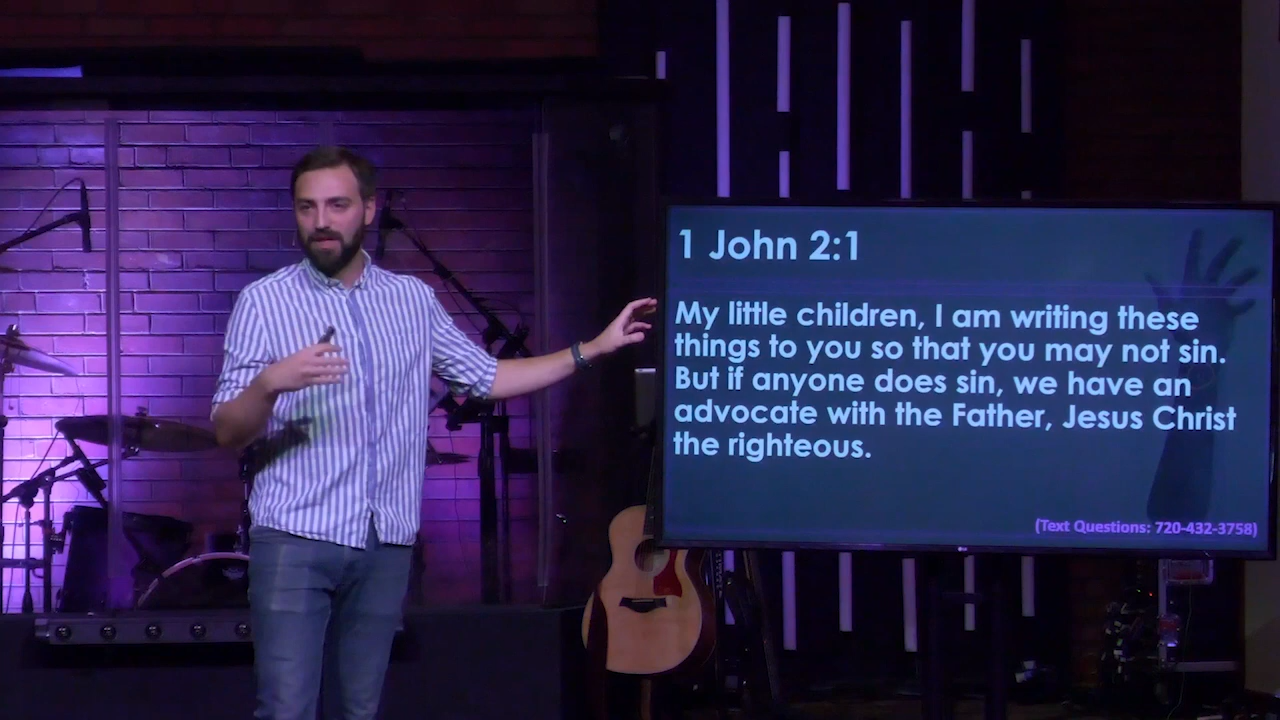 1 John 2:1
My little children, I am writing these
things to you so that you may not sin.
But if anyone does sin, we have an
advocate with the Father, Jesus Christ
the righteous.
(Text Questions: 720-432-3758)
LG